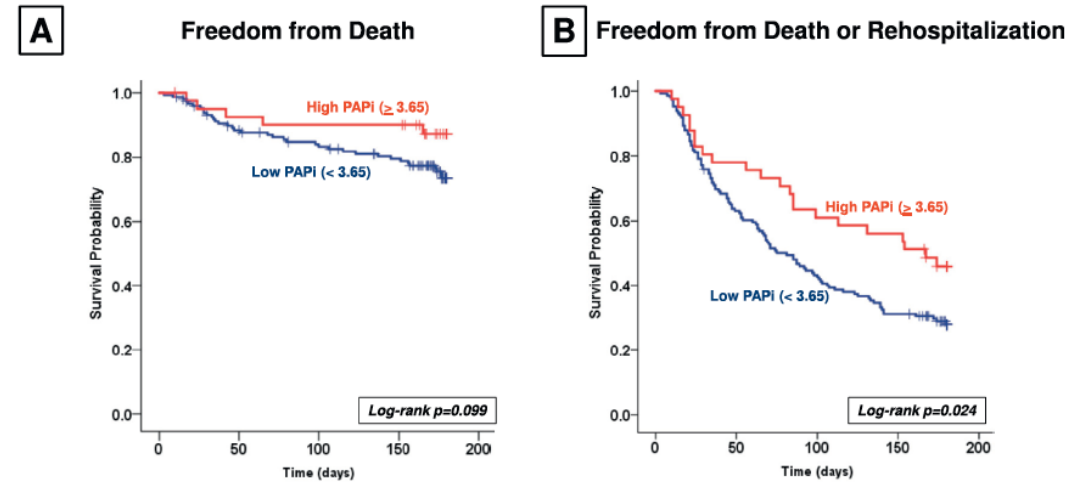 A
Freedom from Death
1.0
0.8
0.6
0.4
0.2
0.0
Survival Probability
High PAPi (≥ 3.65)
Low PAPi (< 3.65)
Log-rank p=0.099
0 50 100 150 200
Time (days)
B
Freedom from Death or Rehospitalization
1.0
0.8
0.6
0.4
0.2
0.0
Survival Probability
High PAPi (≥ 3.65)
Low PAPi (< 3.65)
Log-rank p=0.024
0 50 100 150 200
Time (days)